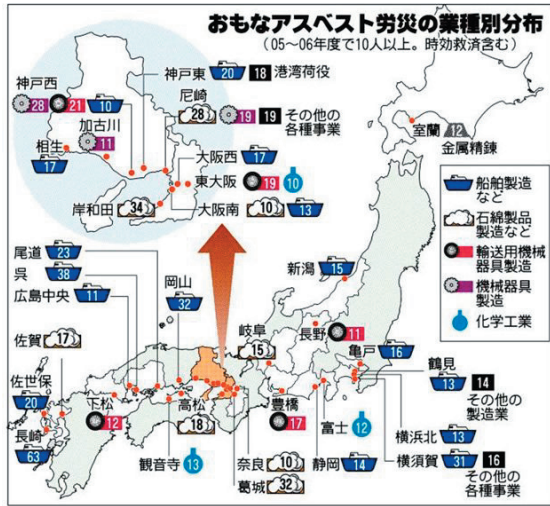 おもなアスベスト労災の業種別分布
(05〜06年度で10人以上。時効救済含む)
神戸西
28
21
10
神戸東
20
18
港湾荷役
尼崎
28
19
19
その他の
各種事業
加古川
11
相生
17
大阪西
17
東大阪
19
10
岸和田
34
大阪南
10
13
室蘭
12
金属精錬
船舶製造
など
石綿製品
製造など
輸送用機械
器具製造
機械器具
製造
化学工業
尾道
23
呉
38
広島中央
11
岡山
32
新潟
15
佐賀
17
岐阜
15
長野
11
亀戸
16
鶴見
13
14
その他の
製造業
佐世保
20
下松
12
高松
18
豊橋
17
富士
12
横浜北
13
長崎
63
観音寺
13
奈良
10
静岡
14
横須賀
31
16
その他の
各種事業
葛城
32